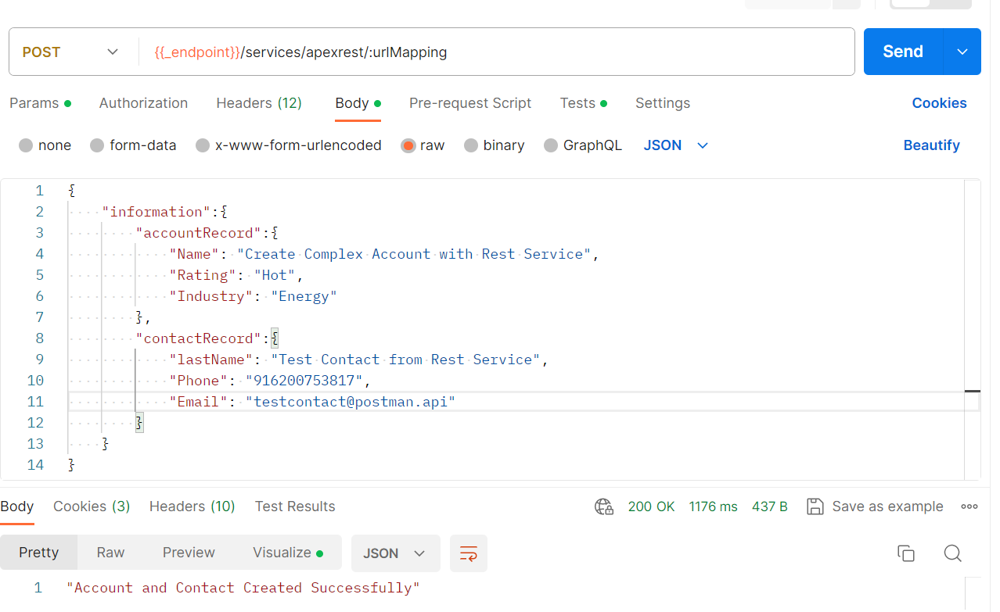 POST {{_endpoint}}/services/apexrest/:urlMapping Send
Params Authorization Headers (12) Body Pre-request Script Tests Settings Cookies
none form-data x-www-form-urlencoded raw binary GraphQL JSON Beautify
1 {
2 "information":{
3 "accountRecord":{
4 "Name": "Create Complex Account with Rest Service",
5 "Rating": "Hot",
6 "Industry": "Energy"
7 },
8 "contactRecord":{
9 "lastName": "Test Contact from Rest Service",
10 "Phone": "916200753817",
11 "Email": "testcontact@postman.api"
12 }
13 }
14 }
Body Cookies (3) Headers (10) Test Results 200 OK 1176 ms 437 B Save as example
Pretty Raw Preview Visualize JSON
1 "Account and Contact Created Successfully"